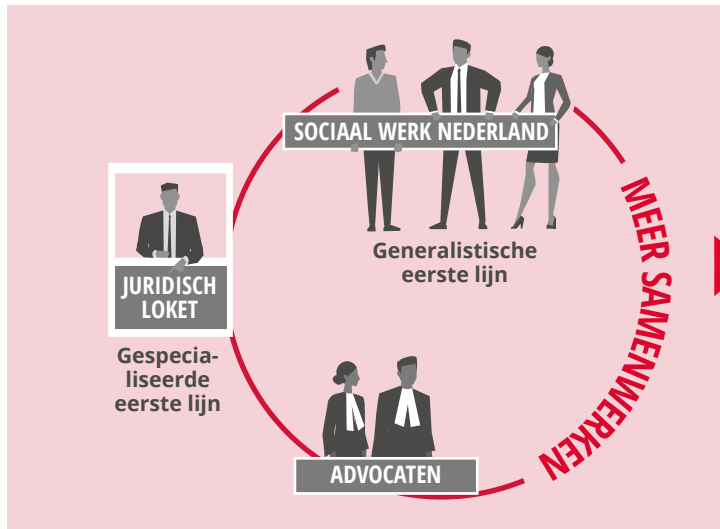 SOCIAAL WERK NEDERLAND
Generalistische
eerste lijn
JURIDISCH
LOKET
Gespecia-
liseerde
eerste lijn
ADVOCATEN
MEER SAMENWERKEN